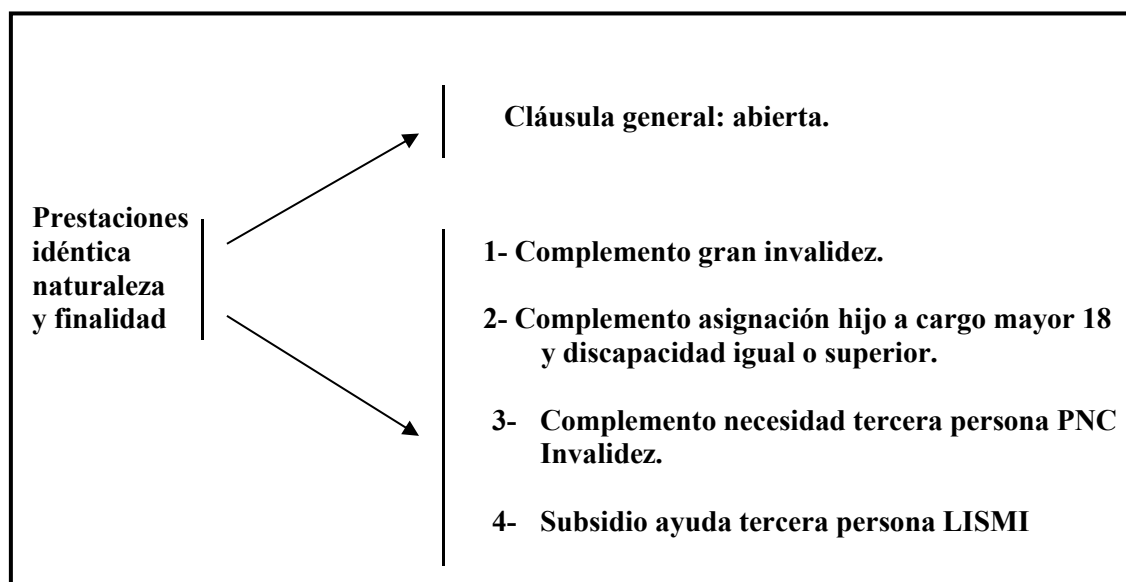 Cláusula general: abierta.
Prestaciones
idéntica
naturaleza
y finalidad
1- Complemento gran invalidez.
2- Complemento asignación hijo a cargo mayor 18
y discapacidad igual o superior.
3- Complemento necesidad tercera persona PNC
Invalidez.
4- Subsidio ayuda tercera persona LISMI